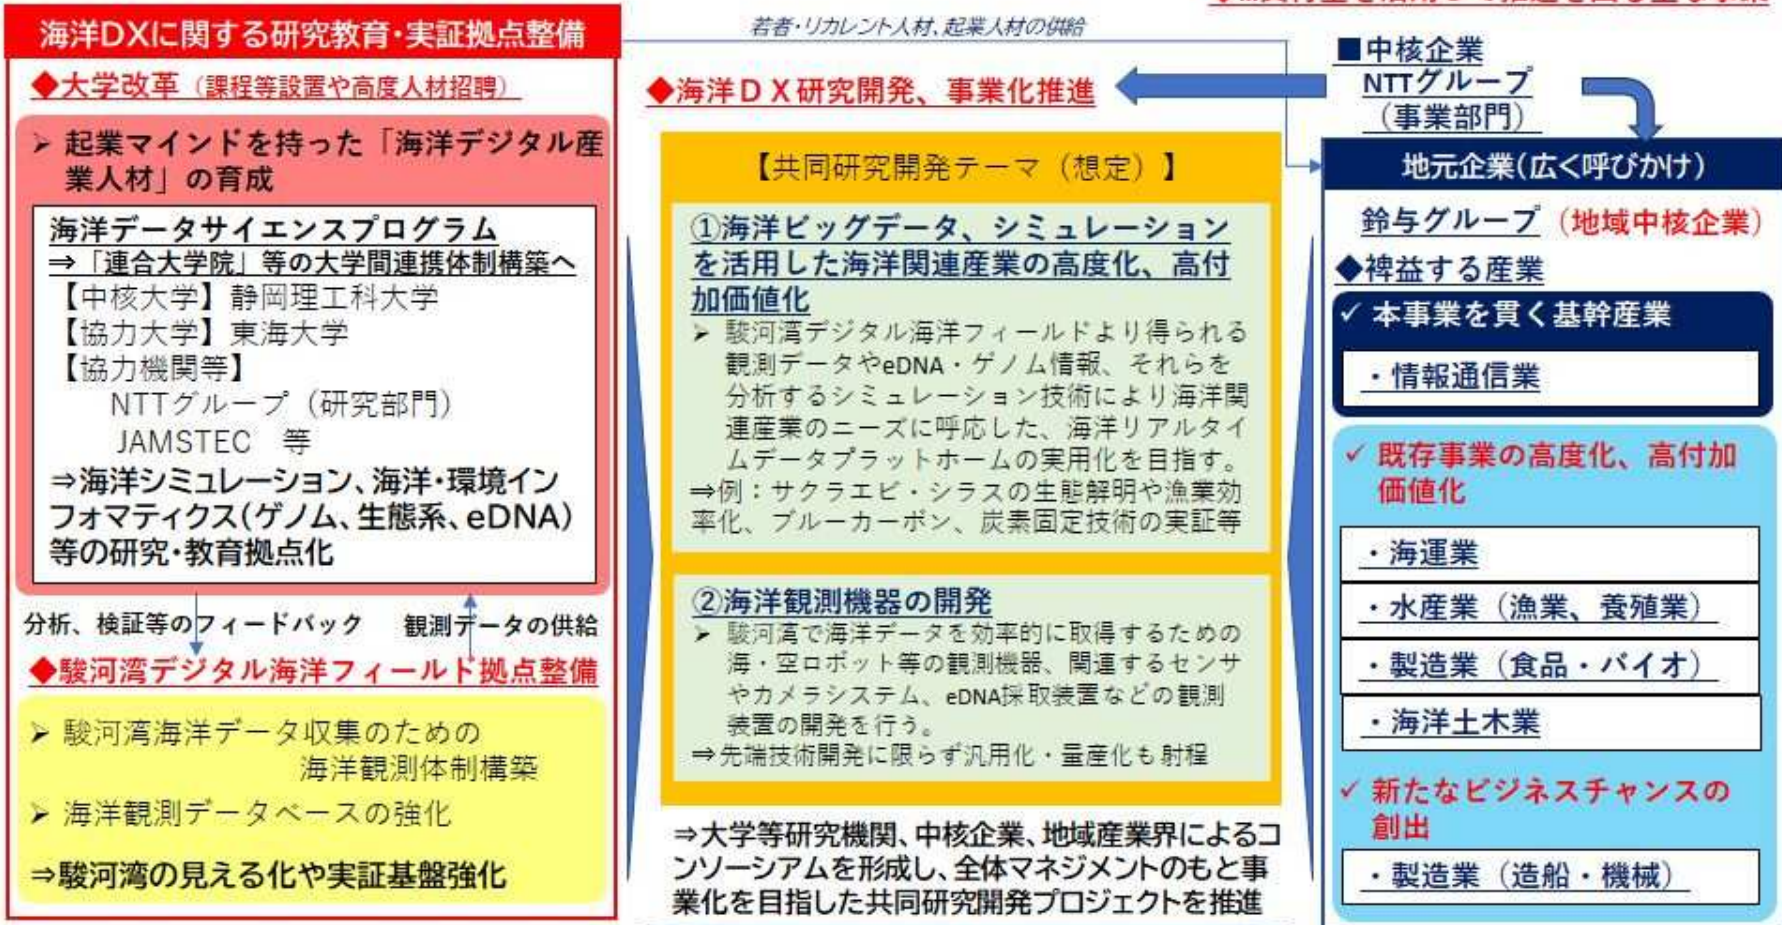 海洋DXに関する研究教育・実証拠点整備
◆大学改革（課程等設置や高度人材招聘）
➢ 起業マインドを持った「海洋デジタル産
業人材」の育成
海洋データサイエンスプログラム
⇒「連合大学院」等の大学間連携体制構築へ
【中核大学】静岡理工科大学
【協力大学】東海大学
【協力機関等】
NTTグループ（研究部門）
JAMSTEC 等
⇒海洋シミュレーション、海洋・環境イン
フォマティクス(ゲノム、生態系、eDNA)
等の研究・教育拠点化
分析、検証等のフィードバック
観測データの供給
◆駿河湾デジタル海洋フィールド拠点整備
➢ 駿河湾海洋データ収集のための
海洋観測体制構築
➢ 海洋観測データベースの強化
⇒駿河湾の見える化や実証基盤強化
若者・リカレント人材、起業人材の供給
◆海洋ＤＸ研究開発、事業化推進
【共同研究開発テーマ（想定）】
①海洋ビッグデータ、シミュレーション
を活用した海洋関連産業の高度化、高付
加価値化
➢ 駿河湾デジタル海洋フィールドより得られる
観測データやeDNA・ゲノム情報、それらを
分析するシミュレーション技術により海洋関
連産業のニーズに呼応した、海洋リアルタイ
ムデータプラットホームの実用化を目指す。
⇒例：サクラエビ・シラスの生態解明や漁業効
率化、ブルーカーボン、炭素固定技術の実証等
②海洋観測機器の開発
➢ 駿河湾で海洋データを効率的に取得するための
海・空ロボット等の観測機器、関連するセンサ
やカメラシステム、eDNA採取装置などの観測
装置の開発を行う。
⇒先端技術開発に限らず汎用化・量産化も射程
⇒大学等研究機関、中核企業、地域産業界によるコ
ンソーシアムを形成し、全体マネジメントのもと事
業化を目指した共同研究開発プロジェクトを推進
■中核企業
NTTグループ
（事業部門）
地元企業(広く呼びかけ)
鈴与グループ（地域中核企業）
◆裨益する産業
✓ 本事業を貫く基幹産業
・情報通信業
✓ 既存事業の高度化、高付加
価値化
・海運業
・水産業（漁業、養殖業）
・製造業（食品・バイオ）
・海洋土木業
✓ 新たなビジネスチャンスの
創出
・製造業（造船・機械）